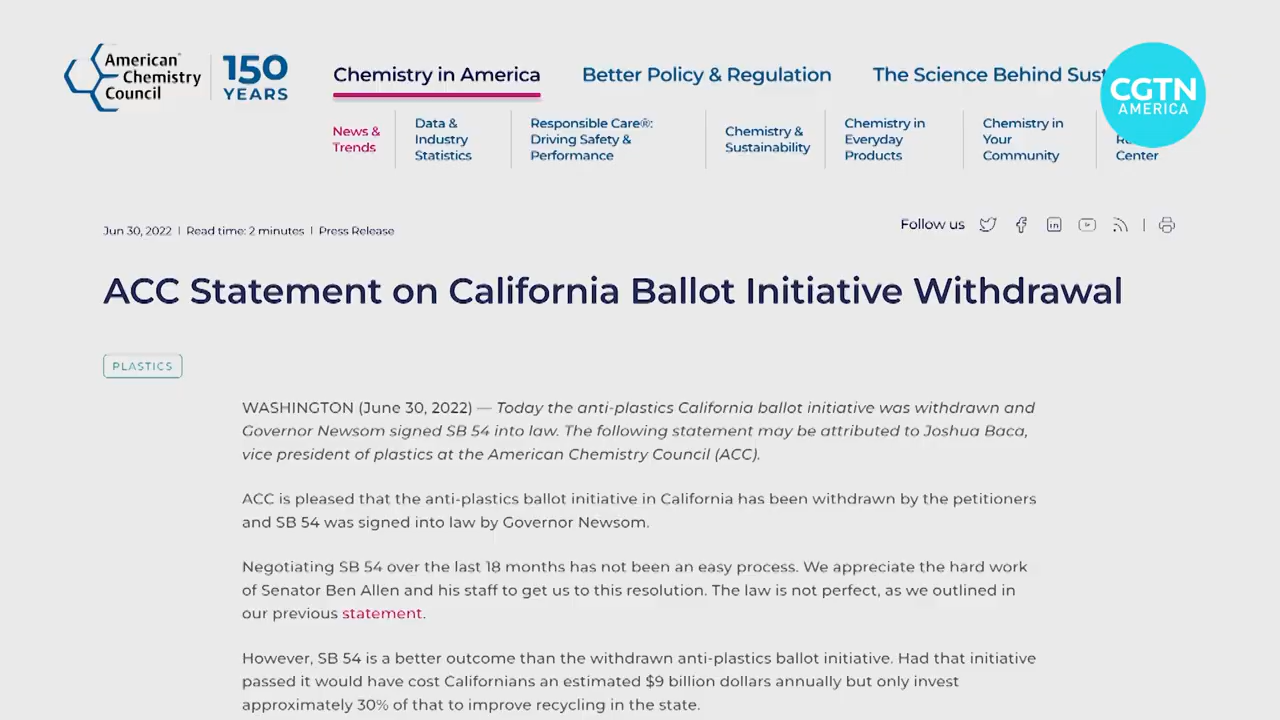 American
Chemistry
Council
150
YEARS
Chemistry in America
Better Policy & Regulation
The Science Behind
CGTN
AMERICA
News &
Trends
Data &
Industry
Statistics
Responsible Care®:
Driving Safety &
Performance
Chemistry &
Sustainability
Chemistry in
Everyday
Products
Chemistry in
Your
Community
Center
Jun 30, 2022 | Read time: 2 minutes | Press Release
Follow us
ACC Statement on California Ballot Initiative Withdrawal
PLASTICS
WASHINGTON (June 30, 2022) — Today the anti-plastics California ballot initiative was withdrawn and
Governor Newsom signed SB 54 into law. The following statement may be attributed to Joshua Baca,
vice president of plastics at the American Chemistry Council (ACC).
ACC is pleased that the anti-plastics ballot initiative in California has been withdrawn by the petitioners
and SB 54 was signed into law by Governor Newsom.
Negotiating SB 54 over the last 18 months has not been an easy process. We appreciate the hard work
of Senator Ben Allen and his staff to get us to this resolution. The law is not perfect, as we outlined in
our previous statement.
However, SB 54 is a better outcome than the withdrawn anti-plastics ballot initiative. Had that initiative
passed it would have cost Californians an estimated $9 billion dollars annually but only invest
approximately 30% of that to improve recycling in the state.